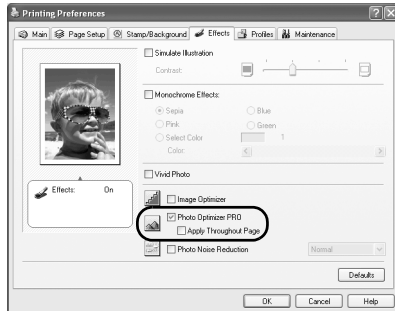 Printing Preferences
Main Page Setup Stamp/Background Effects Profiles Maintenance
Simulate Illustration
Contrast:
Monochrome Effects:
Sepia Blue
Pink Green
Select Color 1
Color:
Vivid Photo
Effects: On
Image Optimizer
Photo Optimizer PRO
Apply Throughout Page
Photo Noise Reduction Normal
Defaults
OK Cancel Help